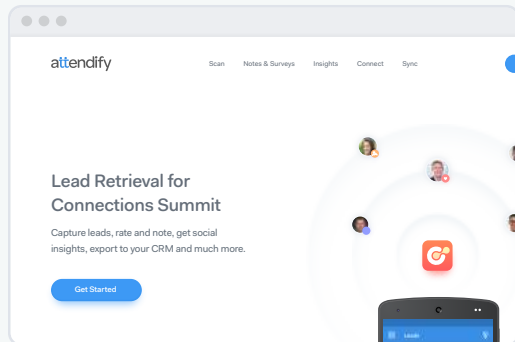 attendify
Scan Notes & Surveys Insights Connect Sync
Lead Retrieval for
Connections Summit
Capture leads, rate and note, get social
insights, export to your CRM and much more.
Get Started
Leads